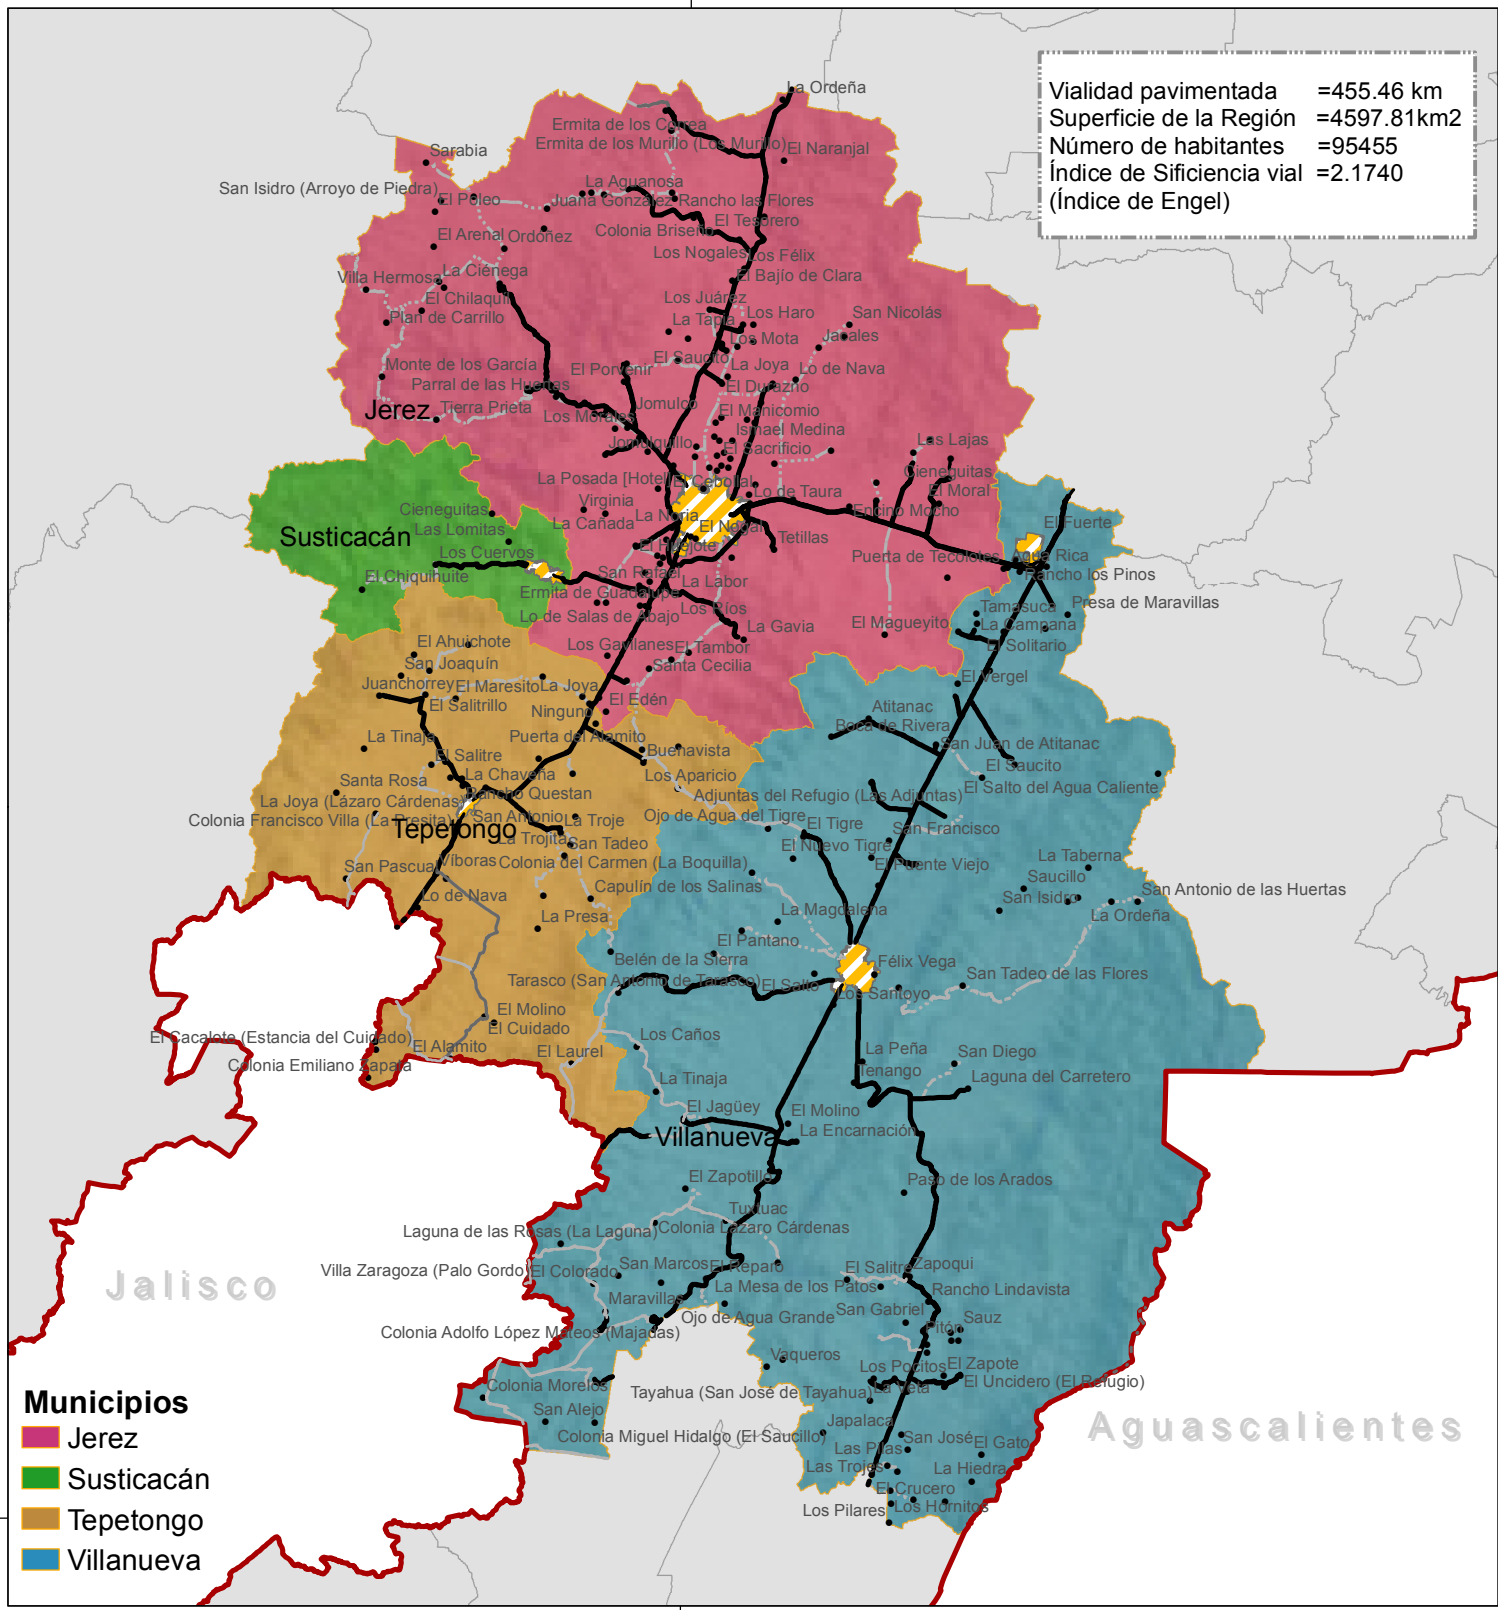 Vialidad pavimentada =455.46 km
Superficie de la Región =4597.81km2
Número de habitantes =95455
Índice de Sificiencia vial =2.1740
(Índice de Engel)
La Ordeña
Ermita de los Correa
Ermita de los Murillo (Los Murillo)
El Naranjal
Sarabia
San Isidro (Arroyo de Piedra)
El Poleo
La Aguanosa
Juana González
Rancho las Flores
El Tesorero
Colonia Briseño
El Arenal
Ordóñez
Los Nogales
Los Félix
La Ciénega
Villa Hermosa
El Bajío de Clara
El Chilaquil
Plan de Carrillo
Los Juárez
Los Haro
San Nicolás
La Tapia
Los Mota
Jacales
El Saucito
La Joya
Lo de Nava
Monte de los García
El Porvenir
Parral de las Huertas
El Durazno
Jerez
Tierra Prieta
Los Morales
Jomulco
El Manicomio
Ismael Medina
Jomulquillo
El Sacrificio
Las Lajas
La Posada [Hotel]
El Cebollal
Cieneguitas
Lo de Taura
El Moral
Virginia
Cieneguitas
La Noria
Encino Mocho
La Cañada
El Nogal
El Fuerte
Las Lomitas
Susticacán
Tetillas
El Huejote
Los Cuervos
Puerta de Tecolotes
Agua Rica
El Chiquihuite
San Rafael
La Labor
Rancho los Pinos
Ermita de Guadalupe
Lo de Salas de Abajo
Los Ríos
Tamasuca
Presa de Maravillas
La Gavia
El Magueyito
La Campana
El Ahuichote
Los Gavilanes
El Tambor
El Solitario
San Joaquín
Santa Cecilia
Juanchorrey
El Maresito
La Joya
El Vergel
El Salitrillo
Ninguno
El Edén
Atitanac
Boca de Rivera
La Tinaja
Puerta del Alamito
Buenavista
San Juan de Atitanac
El Salitre
El Saucito
Santa Rosa
La Chaveña
Los Aparicio
El Salto del Agua Caliente
Rancho Questan
Adjuntas del Refugio (Las Adjuntas)
La Joya (Lázaro Cárdenas)
Colonia Francisco Villa (La Presita)
San Antonio
La Troje
Ojo de Agua del Tigre
El Tigre
Tepetongo
San Francisco
La Trojita
San Tadeo
El Nuevo Tigre
San Pascual
Víboras
Colonia del Carmen (La Boquilla)
El Puente Viejo
La Taberna
Saucillo
Capulín de los Salinas
San Isidro
San Antonio de las Huertas
Lo de Nava
La Presa
La Magdalena
La Ordeña
El Pantano
Belén de la Sierra
Félix Vega
Tarasco (San Antonio de Tarasco)
El Salto
San Tadeo de las Flores
Los Santoyo
El Molino
El Cuidado
El Cacalote (Estancia del Cuidado)
El Alamito
El Laurel
Los Caños
La Peña
San Diego
Colonia Emiliano Zapata
Tenango
Laguna del Carretero
La Tinaja
El Jagüey
El Molino
La Encarnación
Villanueva
El Zapotillo
Paso de los Arados
Tuxtuac
Laguna de las Rosas (La Laguna)
Colonia Lázaro Cárdenas
Jalisco
Villa Zaragoza (Palo Gordo)
El Colorado
San Marcos
El Reparo
El Salitre
Zapoqui
La Mesa de los Patos
Rancho Lindavista
Maravillas
San Gabriel
Ojo de Agua Grande
Sauz
Colonia Adolfo López Mateos (Majadas)
Pitón
Vaqueros
Los Pocitos
El Zapote
Municipios
Colonia Morelos
Tayahua (San José de Tayahua)
La Veta
El Uncidero (El Refugio)
San Alejo
Japalaca
Aguascalientes
Jerez
Colonia Miguel Hidalgo (El Saucillo)
Las Pilas
San José
El Gato
Susticacán
Las Trojes
La Hiedra
El Crucero
Tepetongo
Los Pilares
Los Hornitos
Villanueva